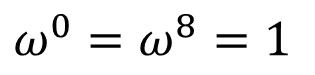 ω⁰ = ω⁸ = 1